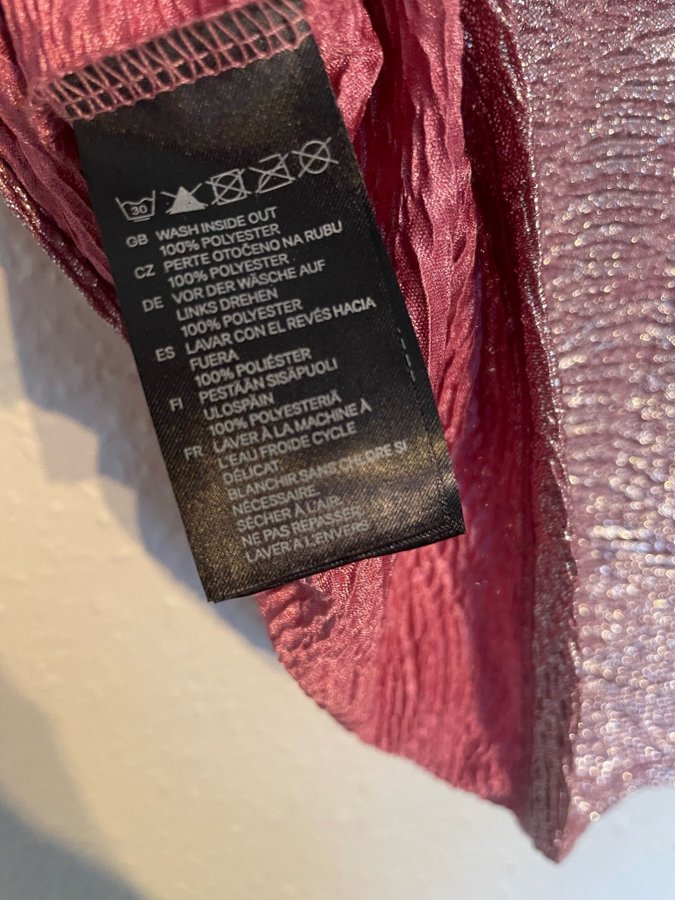 30
GB WASH INSIDE OUT
100% POLYESTER
CZ PERTE OTOČENO NA RUBU
100% POLYESTER
DE VOR DER WÄSCHE AUF
LINKS DREHEN
100% POLYESTER
ES LAVAR CON EL REVÉS HACIA
FUERA
100% POLIÉSTER
FI PESTÄÄN SISÄPUOLI
ULOSPÄIN
100% POLYESTERIÄ
FR LAVER À LA MACHINE À
L'EAU FROIDE CYCLE
DÉLICAT.
BLANCHIR SANS CHLORE SI
NÉCESSAIRE.
SÉCHER À L'AIR.
NE PAS REPASSER.
LAVER A L'ENVERS